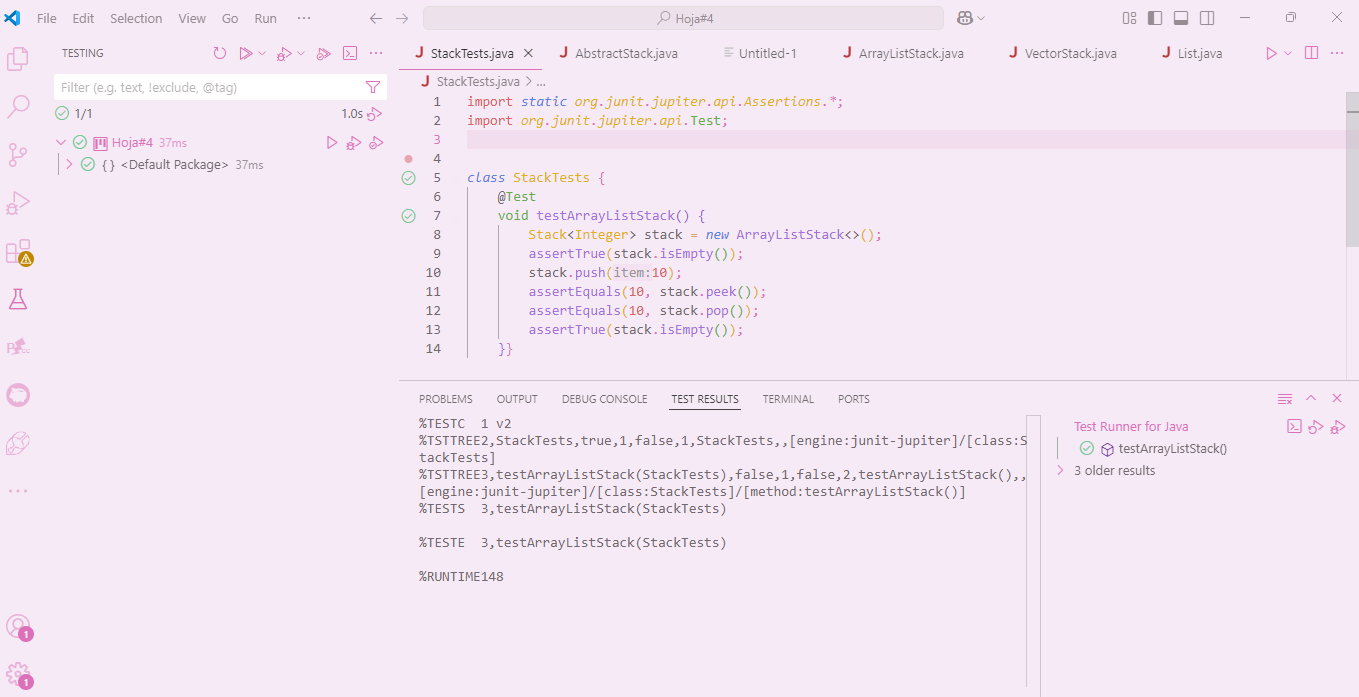 File Edit Selection View Go Run ··· Hoja#4
TESTING
Filter (e.g. text, !exclude, @tag)
1/1 1.0s
Hoja#4 37ms
{} <Default Package> 37ms
StackTests.java AbstractStack.java Untitled-1 ArrayListStack.java VectorStack.java List.java
StackTests.java > ...
1 import static org.junit.jupiter.api.Assertions.*;
2 import org.junit.jupiter.api.Test;
3
4
5 class StackTests {
6 @Test
7 void testArrayListStack() {
8 Stack<Integer> stack = new ArrayListStack<>();
9 assertTrue(stack.isEmpty());
10 stack.push(item:10);
11 assertEquals(10, stack.peek());
12 assertEquals(10, stack.pop());
13 assertTrue(stack.isEmpty());
14 }}
PROBLEMS OUTPUT DEBUG CONSOLE TEST RESULTS TERMINAL PORTS
%TESTC 1 v2
%TSTTREE2,StackTests,true,1,false,1,StackTests,,[engine:junit-jupiter]/[class:S
tackTests]
%TSTTREE3,testArrayListStack(StackTests),false,1,false,2,testArrayListStack(),,
[engine:junit-jupiter]/[class:StackTests]/[method:testArrayListStack()]
%TESTS 3,testArrayListStack(StackTests)
%TESTE 3,testArrayListStack(StackTests)
%RUNTIME148
Test Runner for Java
testArrayListStack()
3 older results
1
1